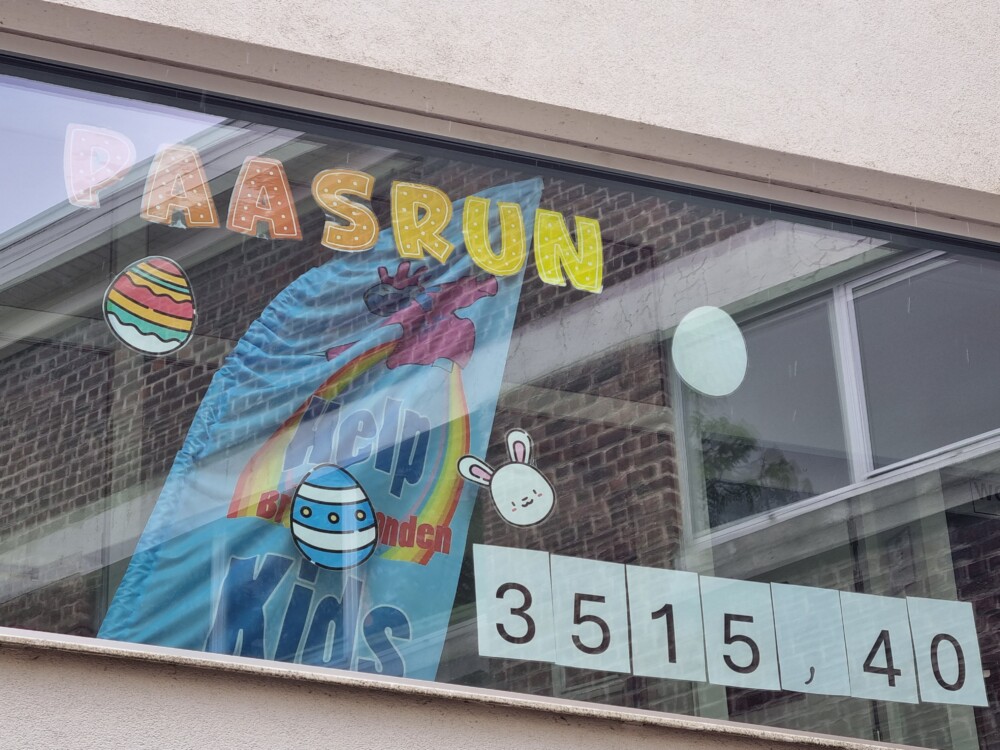 PAASRUN
Help
Kids
3515,40